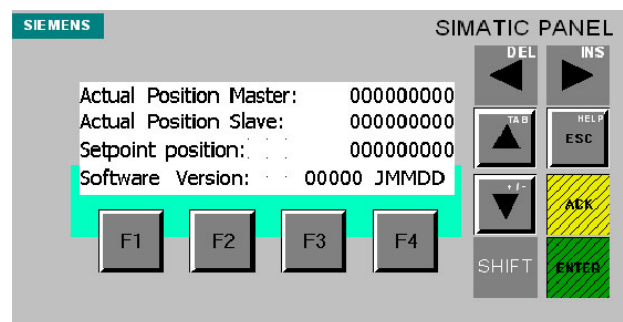 SIEMENS
SIMATIC PANEL
DEL INS
Actual Position Master: 000000000
Actual Position Slave: 000000000
Setpoint position: 000000000
Software Version: 00000 JMMDD
TAB HELP
ESC
+/-
ACK
F1 F2 F3 F4
SHIFT ENTER